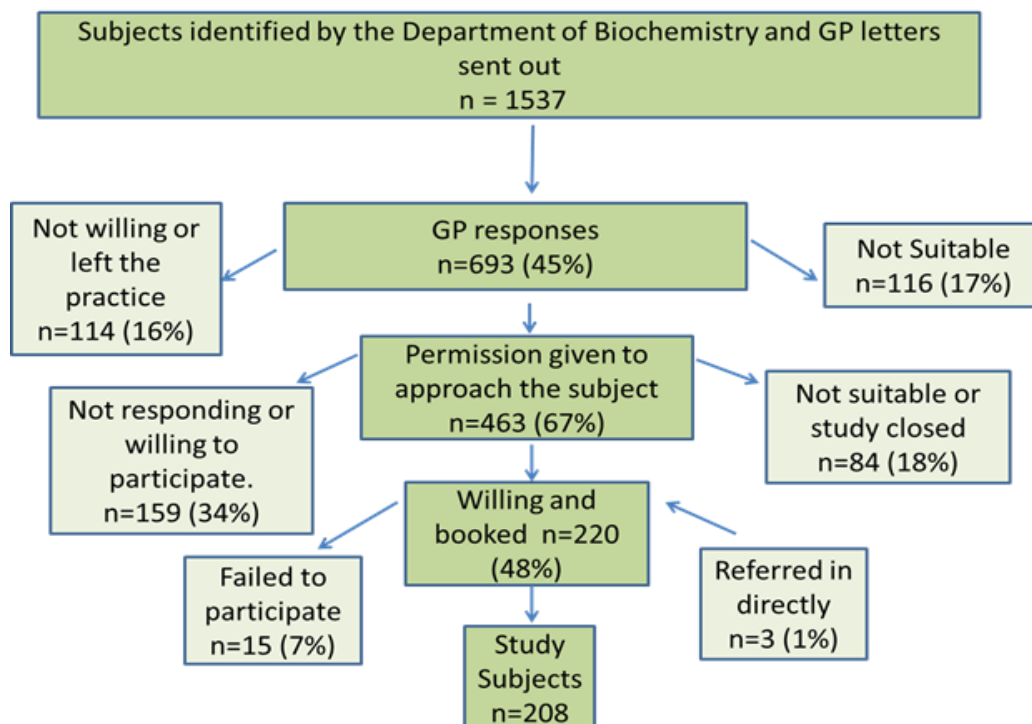 Subjects identified by the Department of Biochemistry and GP letters
sent out
n = 1537
Not willing or
left the
practice
n=114 (16%)
GP responses
n=693 (45%)
Not Suitable
n=116 (17%)
Permission given to
approach the subject
n=463 (67%)
Not responding or
willing to
participate.
n=159 (34%)
Not suitable or
study closed
n=84 (18%)
Willing and
booked n=220
(48%)
Failed to
participate
n=15 (7%)
Referred in
directly
n=3 (1%)
Study
Subjects
n=208